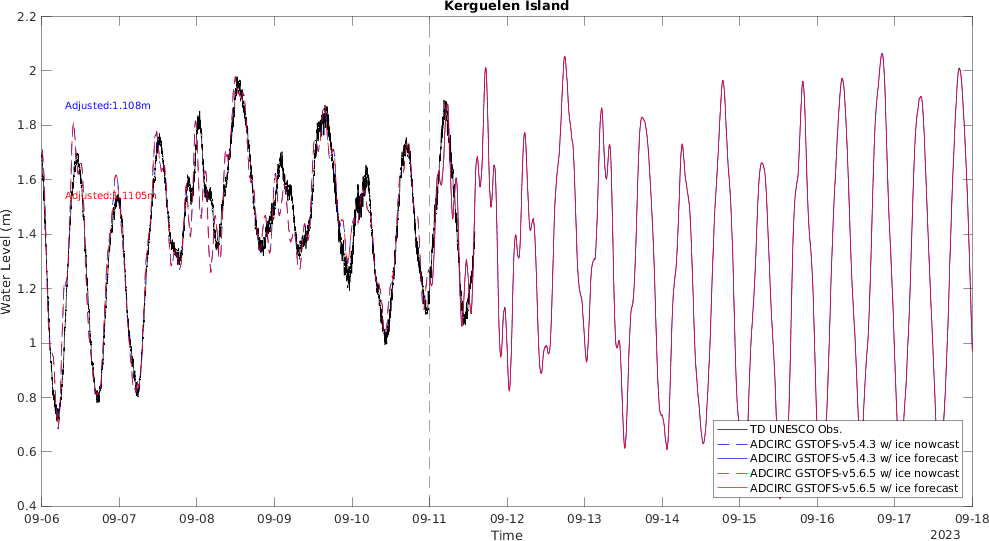 Kerguelen Island
Water Level (m)
2.2
2
1.8
1.6
1.4
1.2
1
0.8
0.6
0.4
Adjusted:1.108m
Adjusted:1.1105m
TD UNESCO Obs.
ADCIRC GSTOFS-v5.4.3 w/ ice nowcast
ADCIRC GSTOFS-v5.4.3 w/ ice forecast
ADCIRC GSTOFS-v5.6.5 w/ ice nowcast
ADCIRC GSTOFS-v5.6.5 w/ ice forecast
09-06 09-07 09-08 09-09 09-10 09-11 09-12 09-13 09-14 09-15 09-16 09-17 09-18
Time
2023